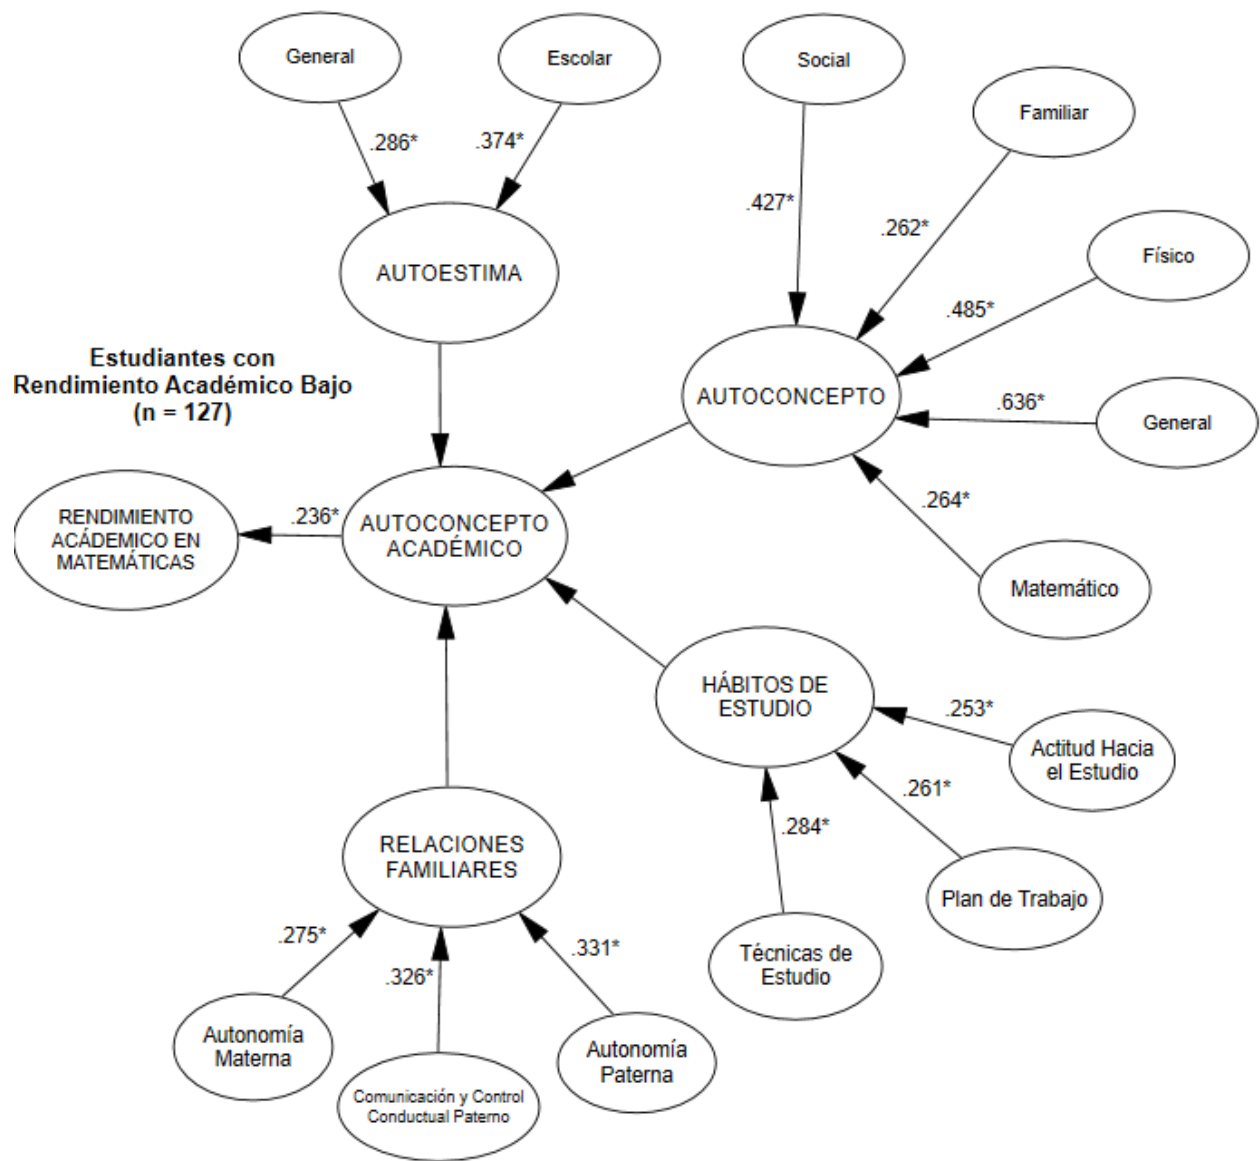 General
Escolar
Social
Familiar
.286*
.374*
.427*
.262*
Físico
AUTOESTIMA
.485*
Estudiantes con
Rendimiento Académico Bajo
(n = 127)
AUTOCONCEPTO
.636*
General
.264*
RENDIMIENTO
ACÁDEMICO EN
MATEMÁTICAS
.236*
AUTOCONCEPTO
ACADÉMICO
Matemático
HÁBITOS DE
ESTUDIO
.253*
Actitud Hacia
el Estudio
.261*
.284*
RELACIONES
FAMILIARES
Plan de Trabajo
.275*
.326*
.331*
Técnicas de
Estudio
Autonomía
Materna
Comunicación y Control
Conductual Paterno
Autonomía
Paterna